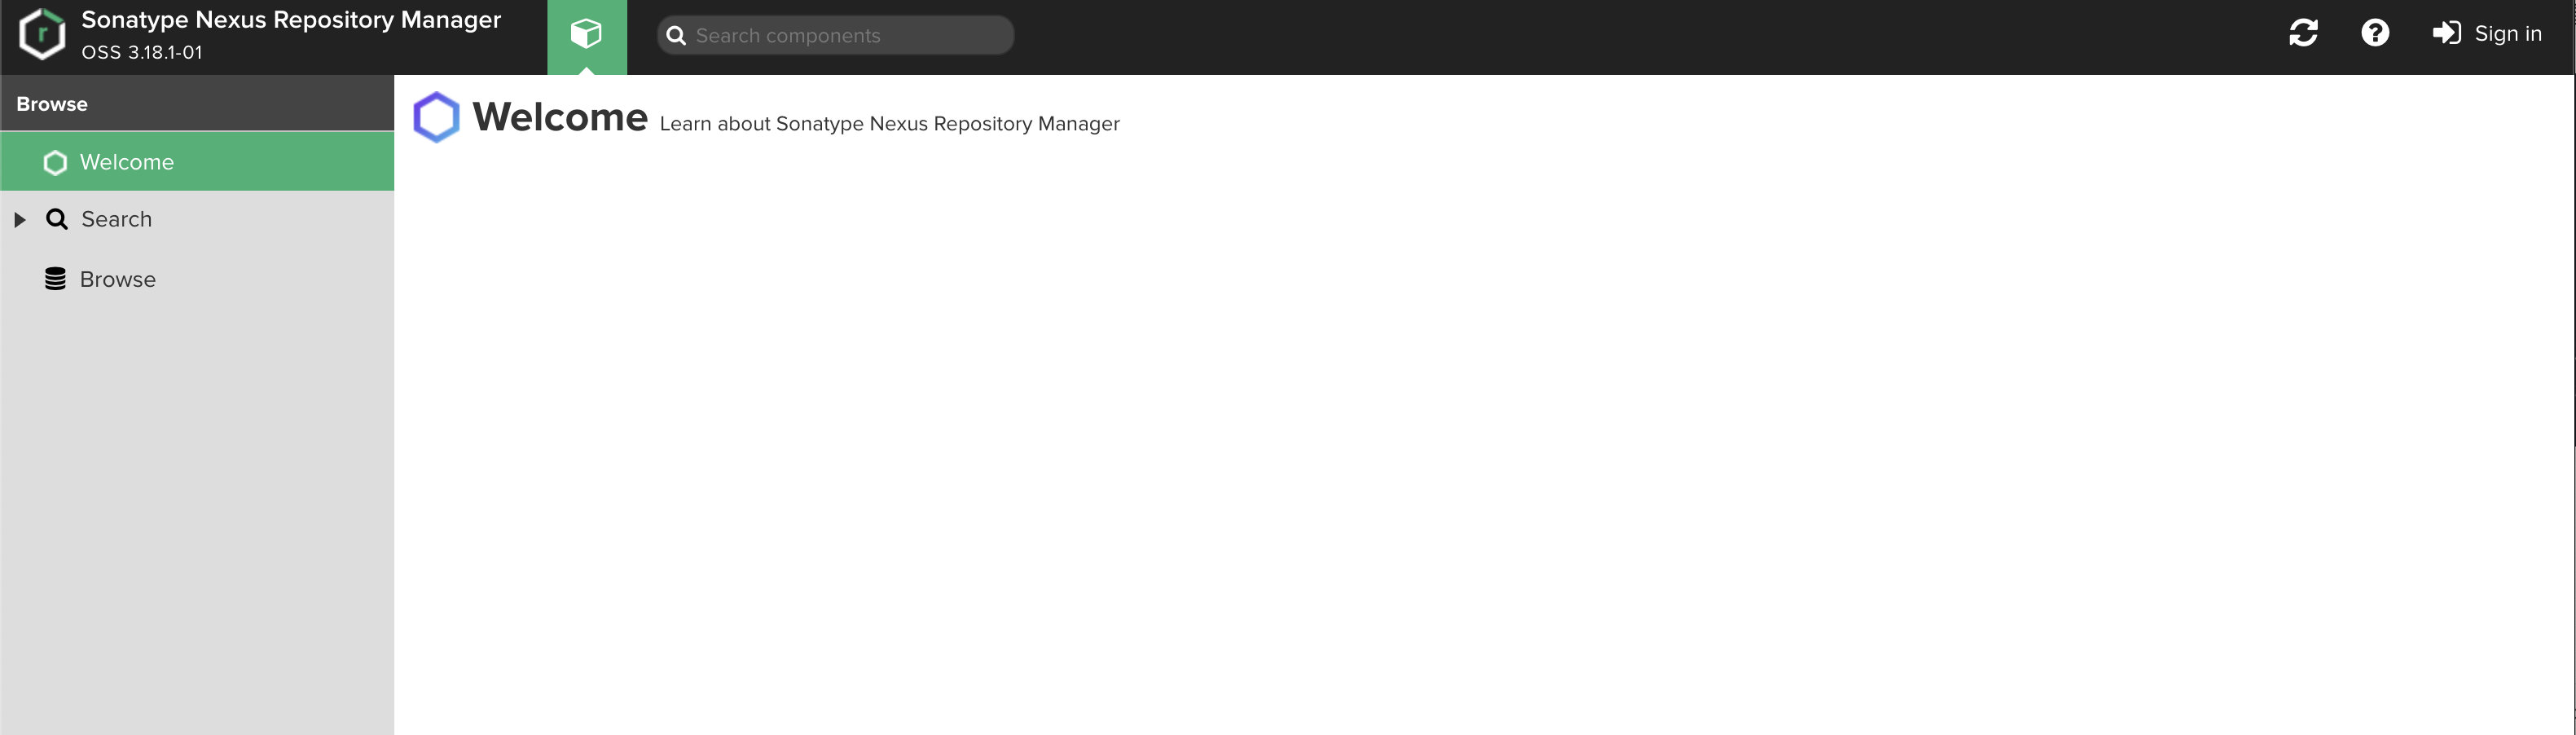 Sonatype Nexus Repository Manager
OSS 3.18.1-01
Search components
Sign in
Browse
Welcome
Search
Browse
Welcome Learn about Sonatype Nexus Repository Manager